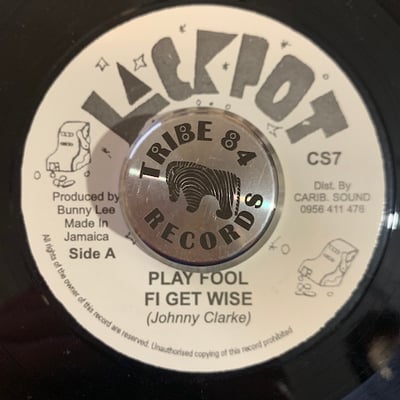 JACKPOT
TRIBE 84
RECORDS
CS7
Dist. By
CARIB. SOUND
0956 411 476
Produced by
Bunny Lee
Made In
Jamaica
Side A
PLAY FOOL
FI GET WISE
(Johnny Clarke)
All rights of the owner of this record are reserved. Unauthorised copying of this record prohibited